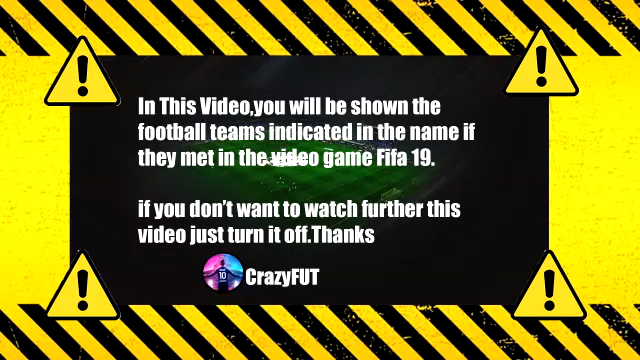 In This Video,you will be shown the
football teams indicated in the name if
they met in the video game Fifa 19.
if you don't want to watch further this
video just turn it off.Thanks
10
CrazyFUT